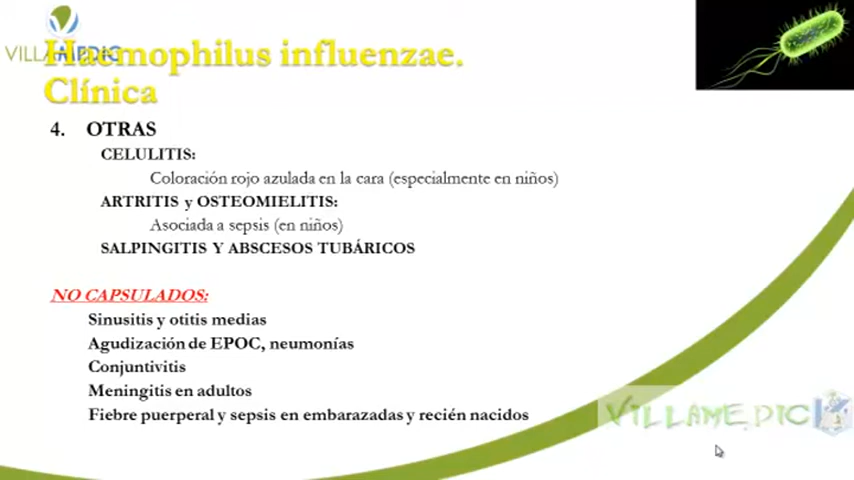 VILLAMEDIC
Haemophilus influenzae.
Clínica
4. OTRAS
CELULITIS:
Coloración rojo azulada en la cara (especialmente en niños)
ARTRITIS y OSTEOMIELITIS:
Asociada a sepsis (en niños)
SALPINGITIS Y ABSCESOS TUBÁRICOS
NO CAPSULADOS:
Sinusitis y otitis medias
Agudización de EPOC, neumonías
Conjuntivitis
Meningitis en adultos
Fiebre puerperal y sepsis en embarazadas y recién nacidos
VILLAMEDIC